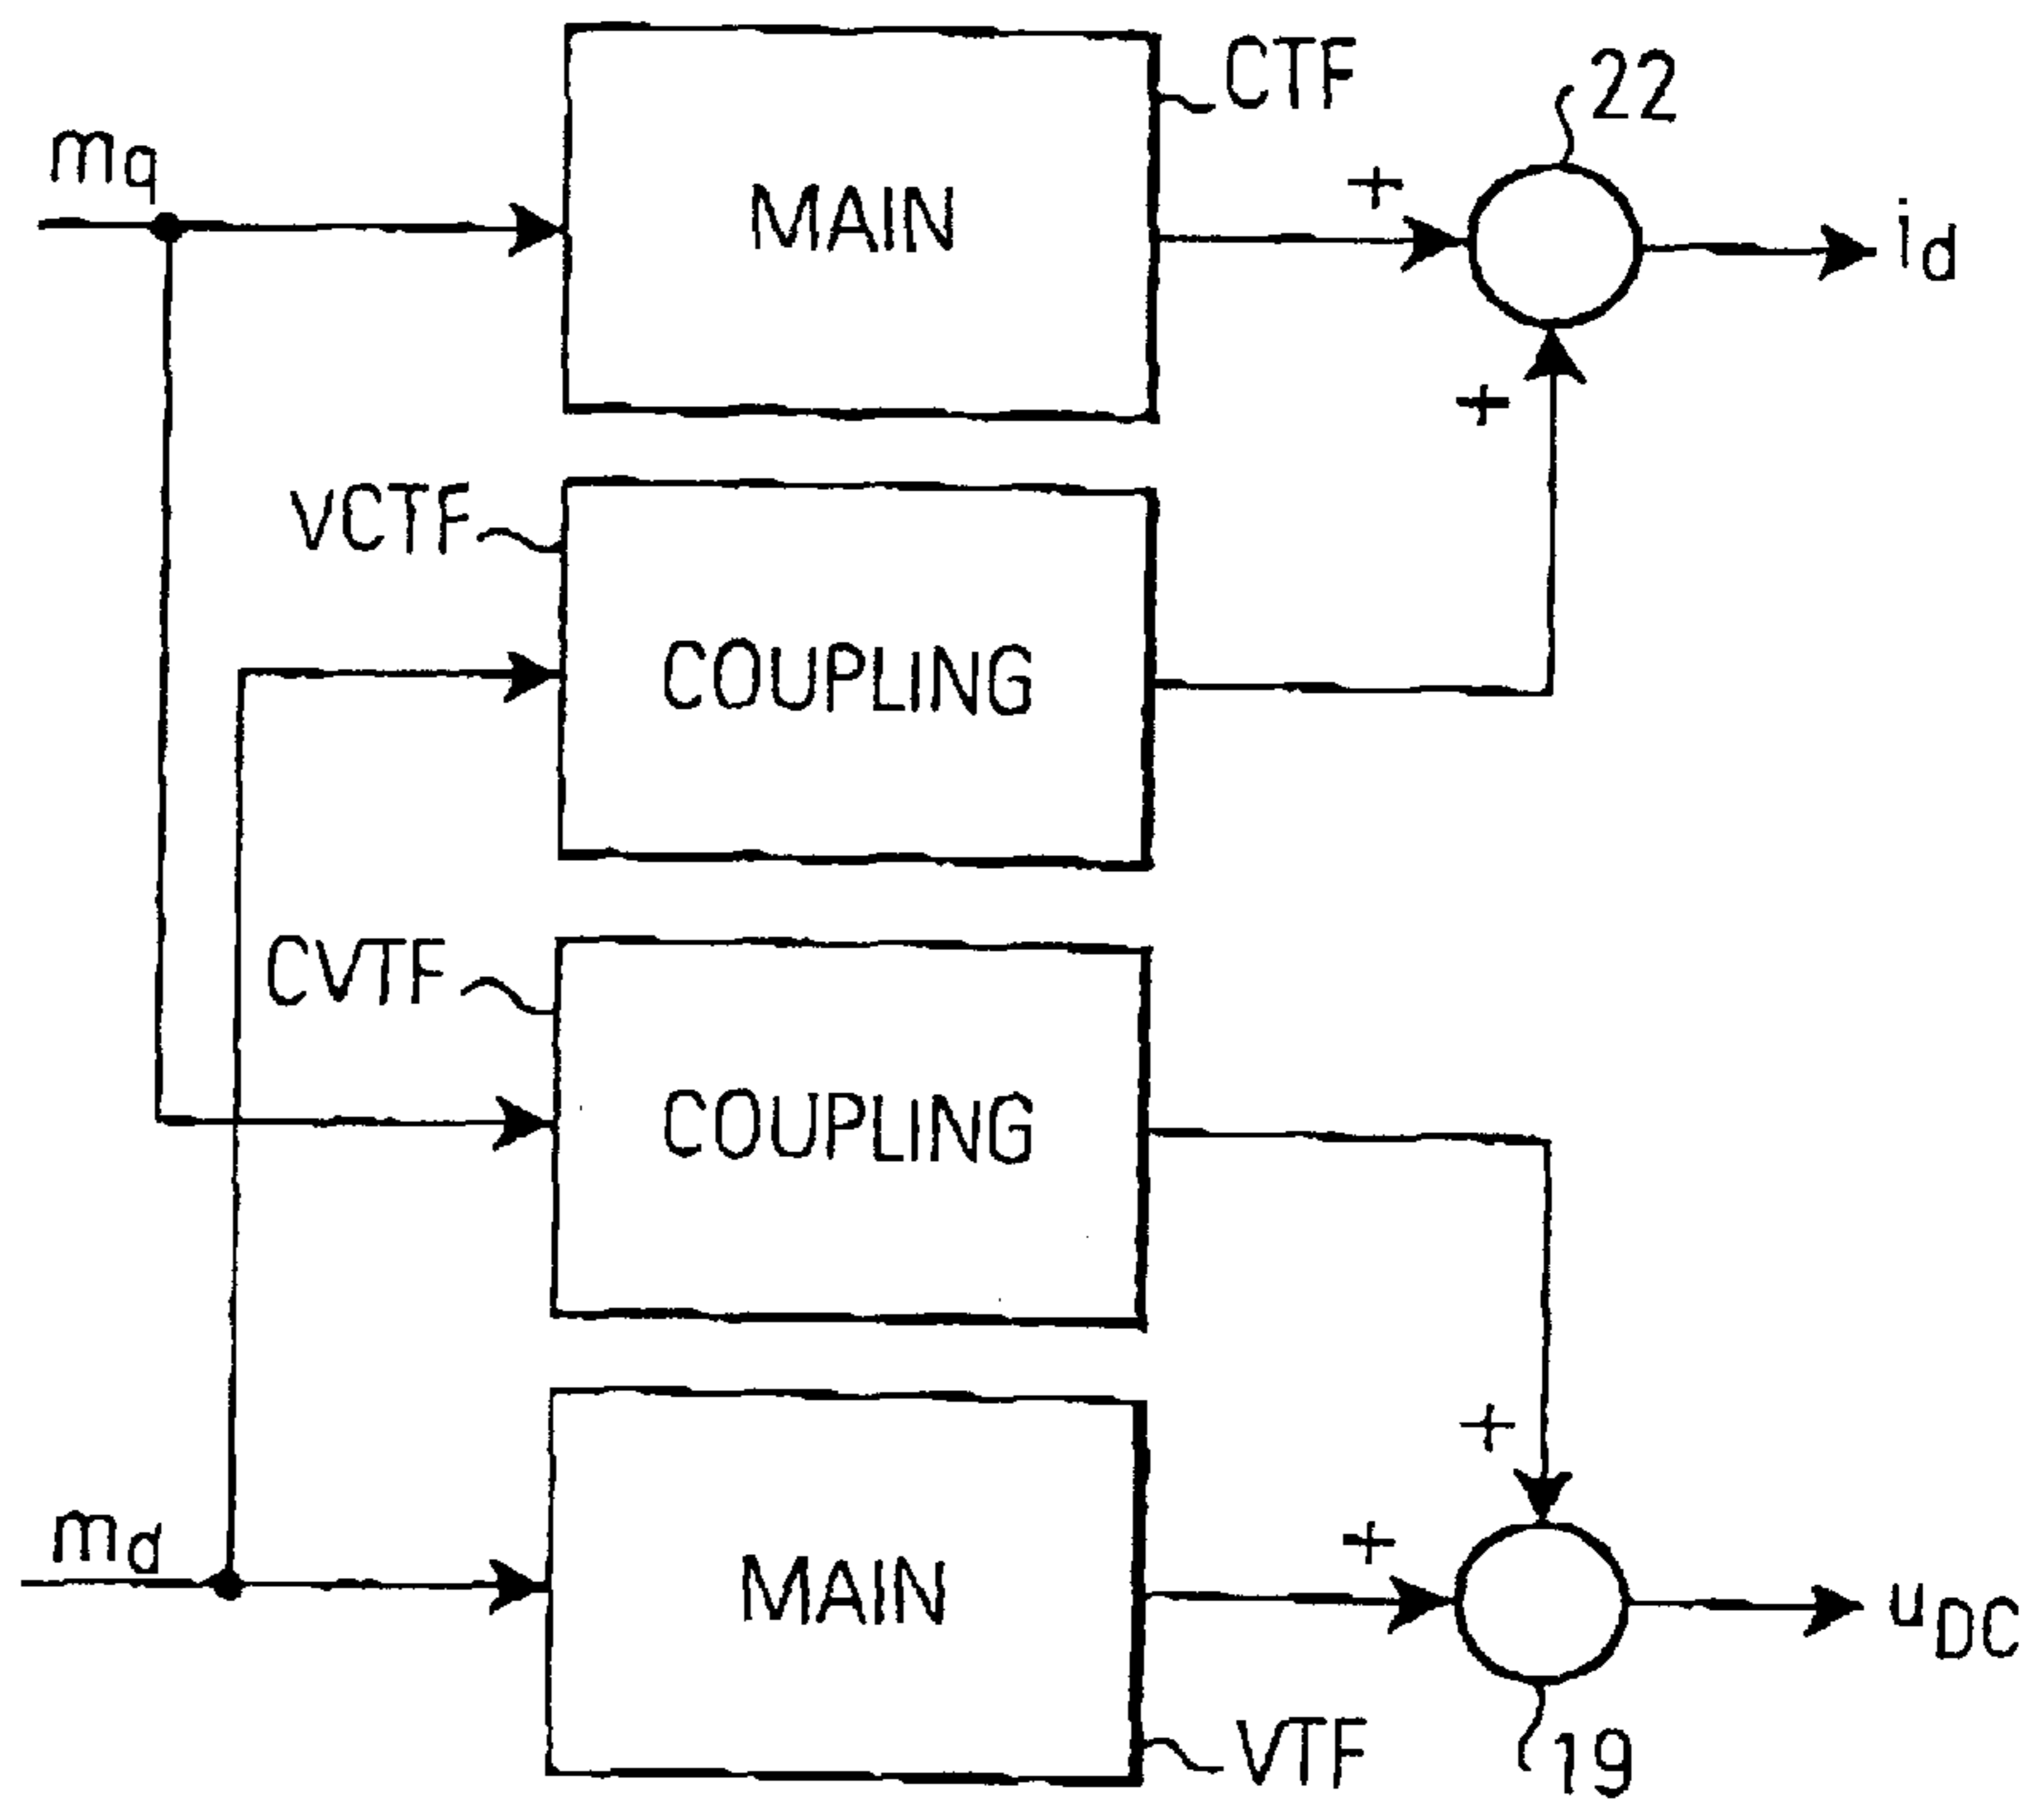 CTF
22
mq
+
MAIN
id
+
VCTF
COUPLING
CVTF
COUPLING
+
md
+
MAIN
uDC
VTF
19